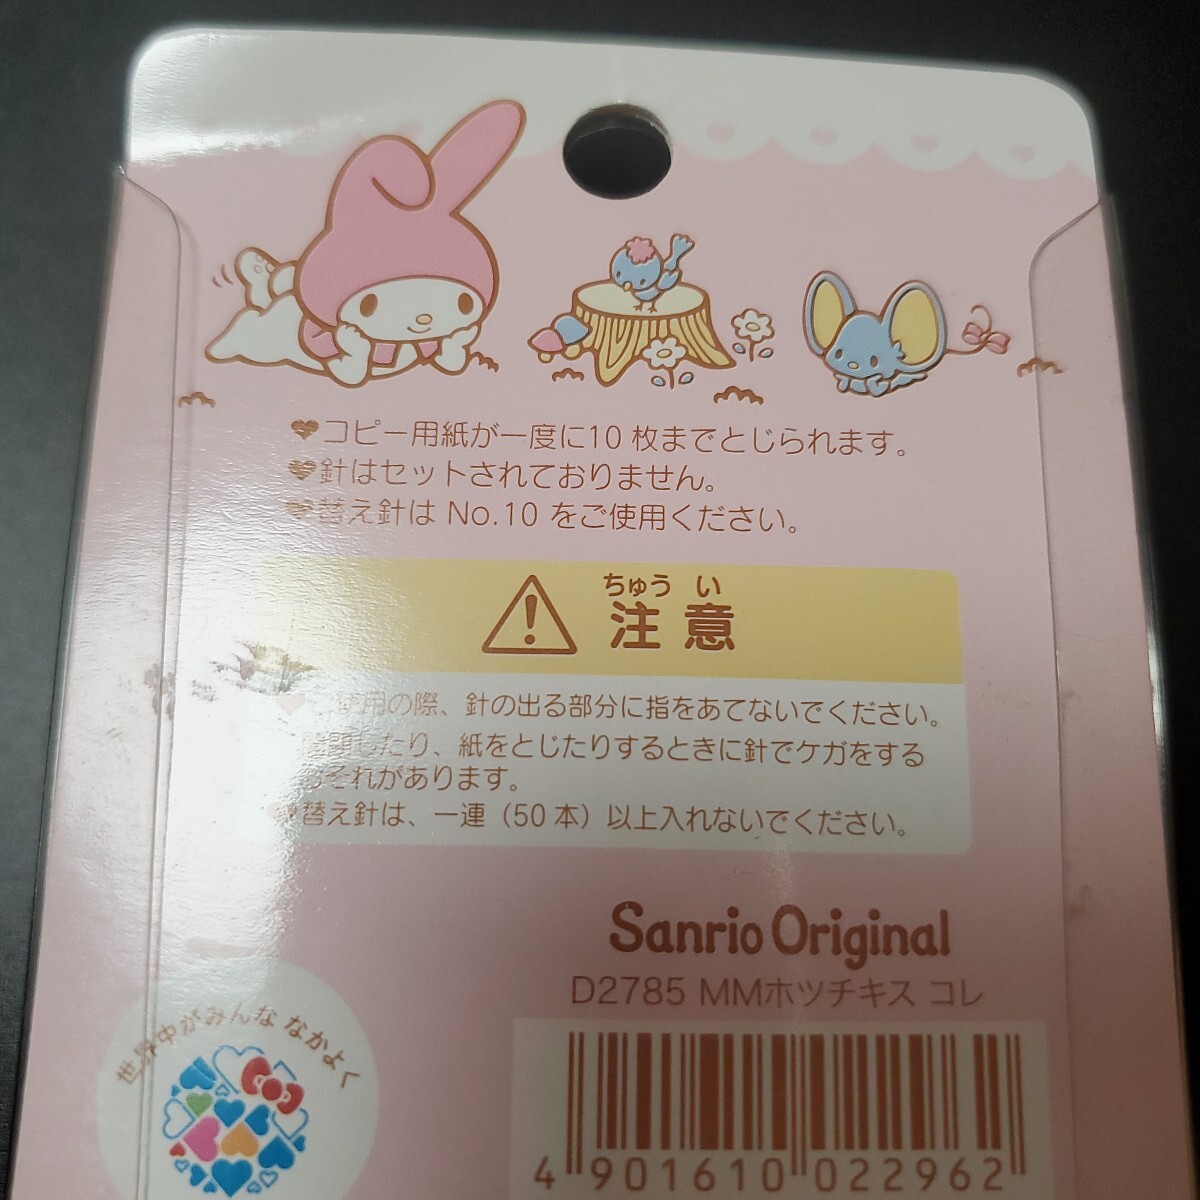 ♥コピー用紙が一度に10枚までとじられます。
♥針はセットされておりません。
♥替え針は No.10 をご使用ください。
ちゅう い
注意
使用の際、針の出る部分に指をあてないでください。
したり、紙をとじたりするときに針でケガをする
おそれがあります。
♥替え針は、一連（50本）以上入れないでください。
Sanrio Original
D2785 MMホツチキス コレ
世界中がみんな なかよく
4 901610 022962